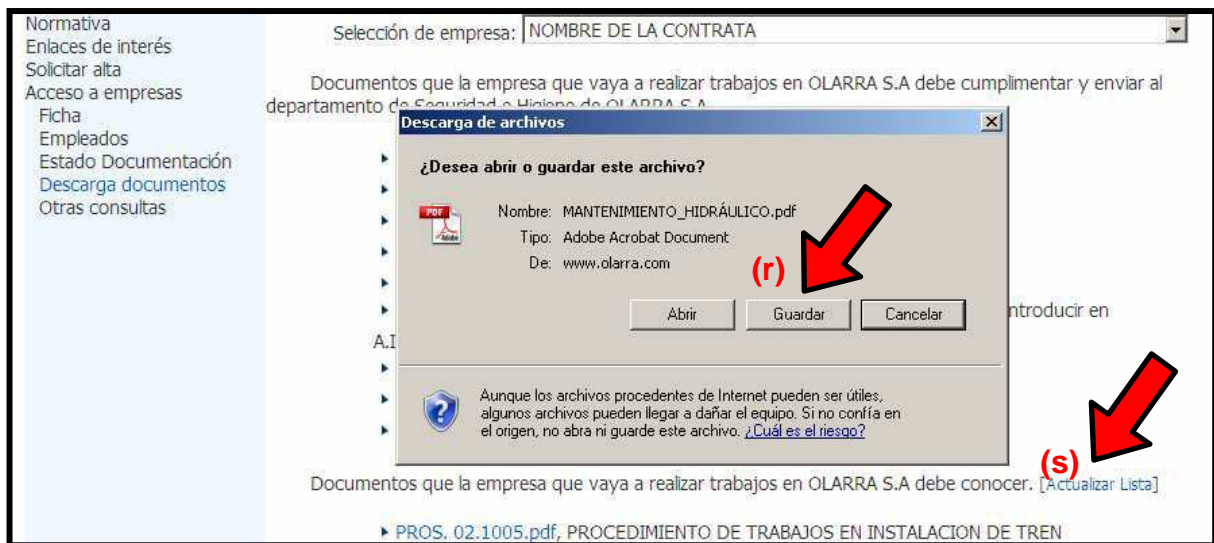 Normativa
Enlaces de interés
Solicitar alta
Acceso a empresas
Ficha
Empleados
Estado Documentación
Descarga documentos
Otras consultas
Selección de empresa: NOMBRE DE LA CONTRATA
Documentos que la empresa que vaya a realizar trabajos en OLARRA S.A debe cumplimentar y enviar al
departamento de Seguridad e Higiene de OLARRA S.A
Descarga de archivos
¿Desea abrir o guardar este archivo?
Nombre: MANTENIMIENTO_HIDRÁULICO.pdf
Tipo: Adobe Acrobat Document
De: www.olarra.com
(r)
Abrir Guardar Cancelar
ntroducir en
A.I
Aunque los archivos procedentes de Internet pueden ser útiles,
algunos archivos pueden llegar a dañar el equipo. Si no confía en
el origen, no abra ni guarde este archivo. ¿Cuál es el riesgo?
(s)
Documentos que la empresa que vaya a realizar trabajos en OLARRA S.A debe conocer. [Actualizar Lista]
PROS. 02.1005.pdf, PROCEDIMIENTO DE TRABAJOS EN INSTALACION DE TREN